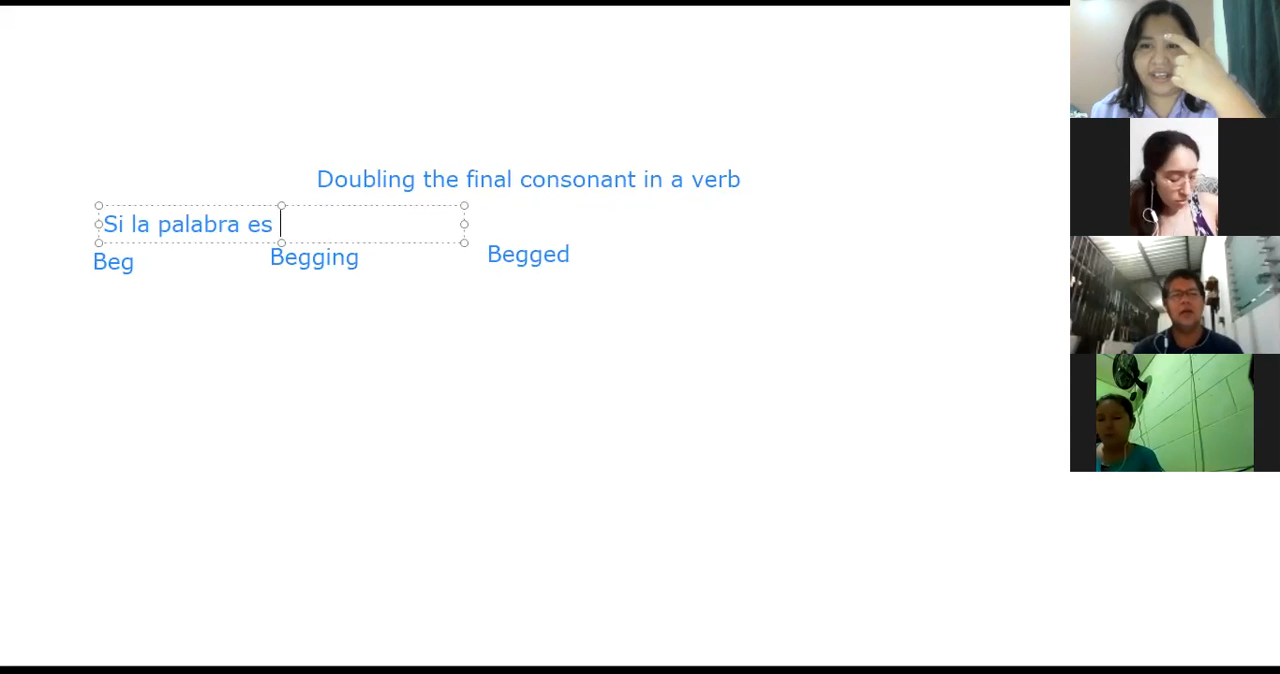 Doubling the final consonant in a verb
Si la palabra es
Beg Begging Begged